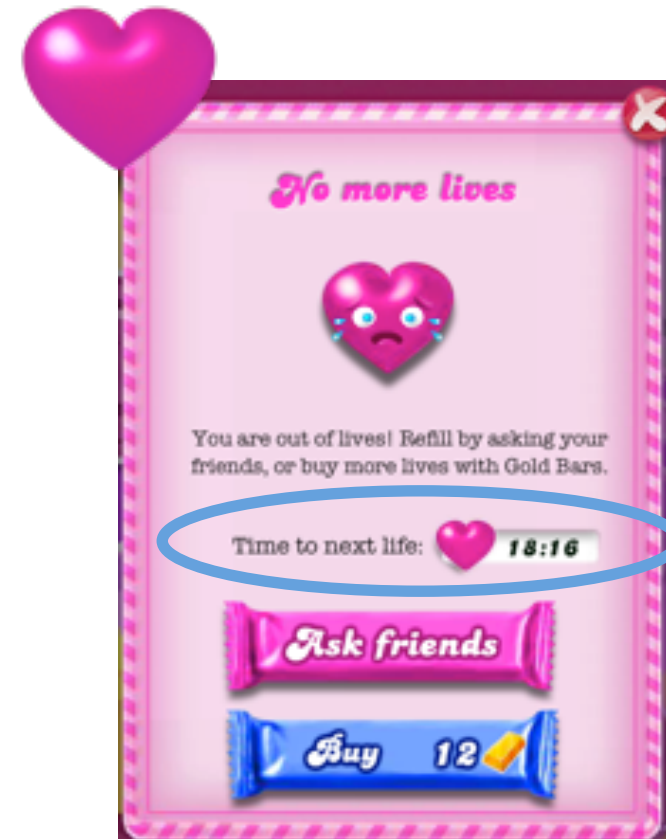 No more lives
You are out of lives! Refill by asking your
friends, or buy more lives with Gold Bars.
Time to next life: 18:16
Ask friends
Buy 12